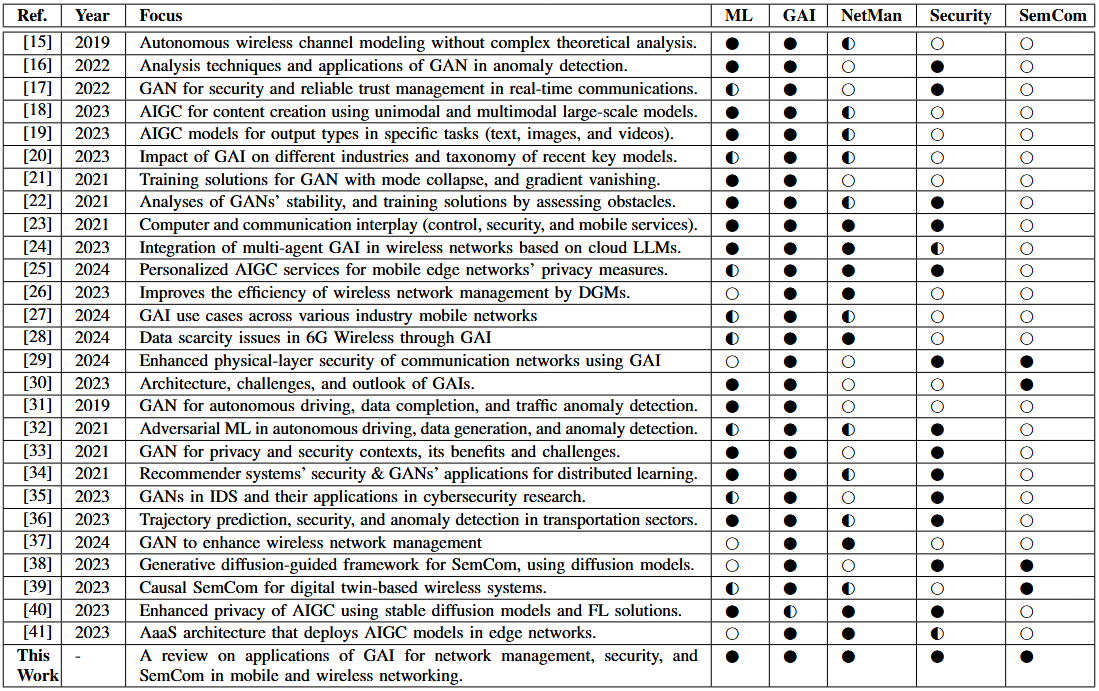 Ref. Year Focus ML GAI NetMan Security SemCom
[15] 2019 Autonomous wireless channel modeling without complex theoretical analysis. ● ● ◐ ○ ○
[16] 2022 Analysis techniques and applications of GAN in anomaly detection. ● ● ○ ● ○
[17] 2022 GAN for security and reliable trust management in real-time communications. ◐ ● ○ ● ○
[18] 2023 AIGC for content creation using unimodal and multimodal large-scale models. ● ● ◐ ○ ○
[19] 2023 AIGC models for output types in specific tasks (text, images, and videos). ● ● ◐ ○ ○
[20] 2023 Impact of GAI on different industries and taxonomy of recent key models. ◐ ● ◐ ○ ○
[21] 2021 Training solutions for GAN with mode collapse, and gradient vanishing. ● ● ○ ○ ○
[22] 2021 Analyses of GANs' stability, and training solutions by assessing obstacles. ● ● ◐ ● ○
[23] 2021 Computer and communication interplay (control, security, and mobile services). ● ● ● ● ○
[24] 2023 Integration of multi-agent GAI in wireless networks based on cloud LLMs. ● ● ● ◐ ○
[25] 2024 Personalized AIGC services for mobile edge networks' privacy measures. ◐ ● ● ● ○
[26] 2023 Improves the efficiency of wireless network management by DGMs. ○ ● ● ○ ○
[27] 2024 GAI use cases across various industry mobile networks ◐ ● ◐ ○ ○
[28] 2024 Data scarcity issues in 6G Wireless through GAI ◐ ● ● ○ ○
[29] 2024 Enhanced physical-layer security of communication networks using GAI ○ ● ○ ● ●
[30] 2023 Architecture, challenges, and outlook of GAIs. ● ● ○ ○ ●
[31] 2019 GAN for autonomous driving, data completion, and traffic anomaly detection. ● ● ○ ○ ○
[32] 2021 Adversarial ML in autonomous driving, data generation, and anomaly detection. ◐ ● ◐ ● ○
[33] 2021 GAN for privacy and security contexts, its benefits and challenges. ● ● ○ ● ○
[34] 2021 Recommender systems' security & GANs' applications for distributed learning. ● ● ◐ ● ○
[35] 2023 GANs in IDS and their applications in cybersecurity research. ◐ ● ○ ● ○
[36] 2023 Trajectory prediction, security, and anomaly detection in transportation sectors. ● ● ◐ ● ○
[37] 2024 GAN to enhance wireless network management ○ ● ● ○ ○
[38] 2023 Generative diffusion-guided framework for SemCom, using diffusion models. ○ ● ○ ● ●
[39] 2023 Causal SemCom for digital twin-based wireless systems. ◐ ● ◐ ○ ●
[40] 2023 Enhanced privacy of AIGC using stable diffusion models and FL solutions. ● ◐ ● ● ○
[41] 2023 AaaS architecture that deploys AIGC models in edge networks. ○ ● ● ◐ ○
This - A review on applications of GAI for network management, security, and ● ● ● ● ●
Work SemCom in mobile and wireless networking.